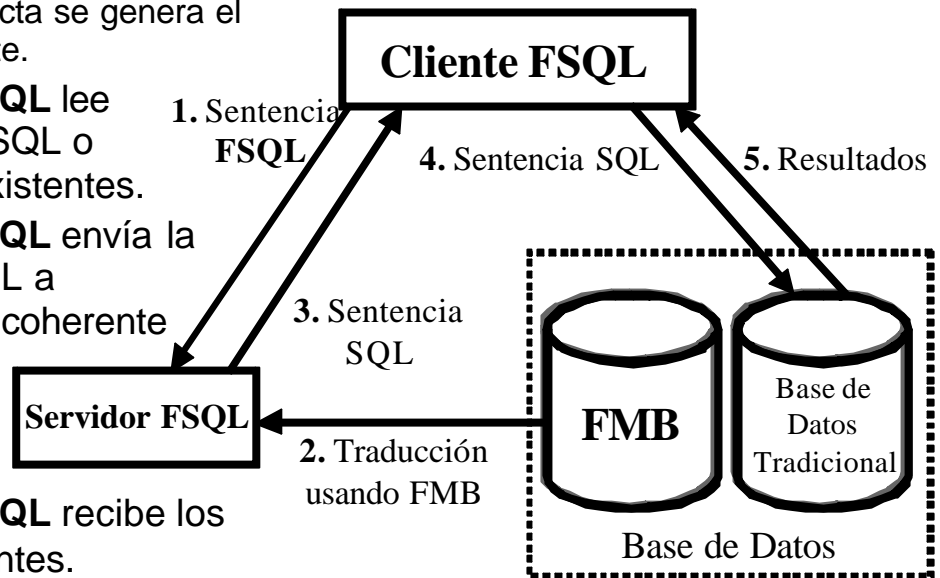 cta se genera el
te.
QL lee
SQL o
xistentes.
QL envía la
L a
coherente
QL recibe los
ntes.
Cliente FSQL
1. Sentencia
FSQL
4. Sentencia SQL
5. Resultados
3. Sentencia
SQL
Servidor FSQL
2. Traducción
usando FMB
FMB
Base de
Datos
Tradicional
Base de Datos